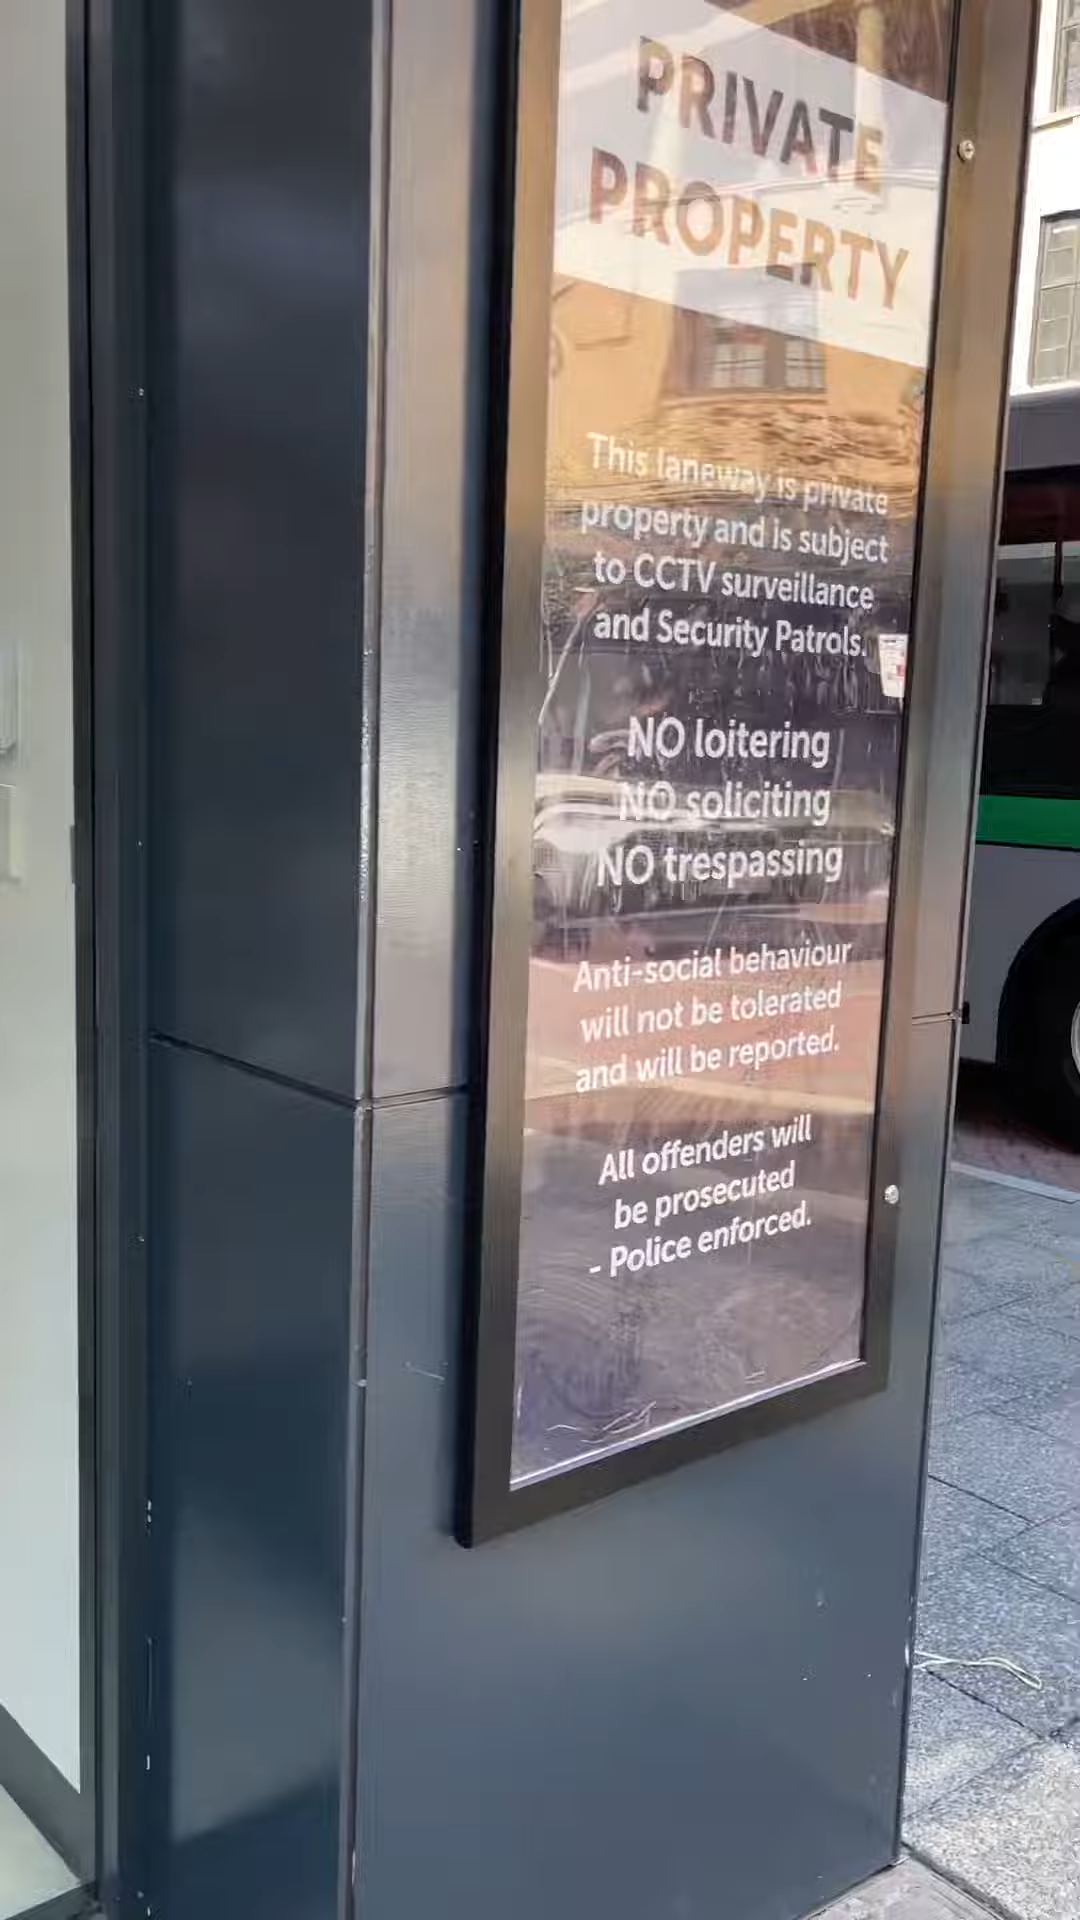 PRIVATE
PROPERTY
This laneway is private
property and is subject
to CCTV surveillance
and Security Patrols.
NO loitering
NO soliciting
NO trespassing
Anti-social behaviour
will not be tolerated
and will be reported.
All offenders will
be prosecuted
- Police enforced.